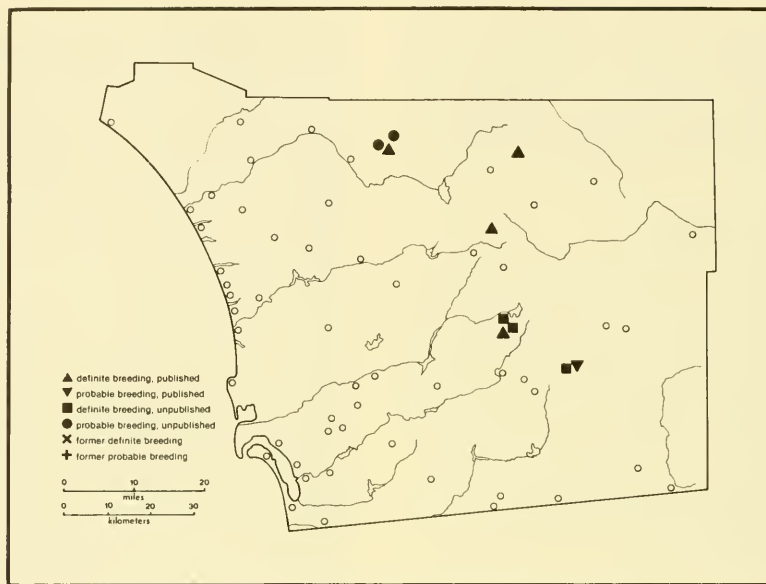 definite breeding, published
probable breeding, published
definite breeding, unpublished
probable breeding, unpublished
former definite breeding
former probable breeding
0 10 20
miles
0 10 20 30
kilometers